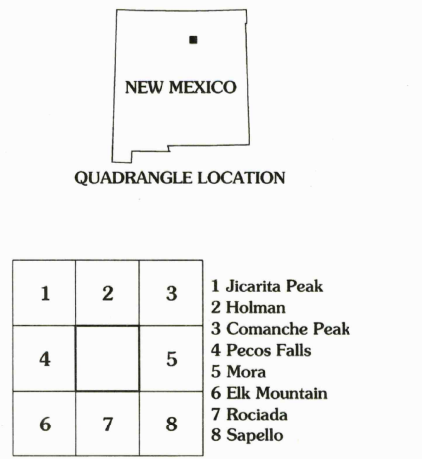 NEW MEXICO
QUADRANGLE LOCATION
1 2 3
4 5
6 7 8
1 Jicarita Peak
2 Holman
3 Comanche Peak
4 Pecos Falls
5 Mora
6 Elk Mountain
7 Rociada
8 Sapello